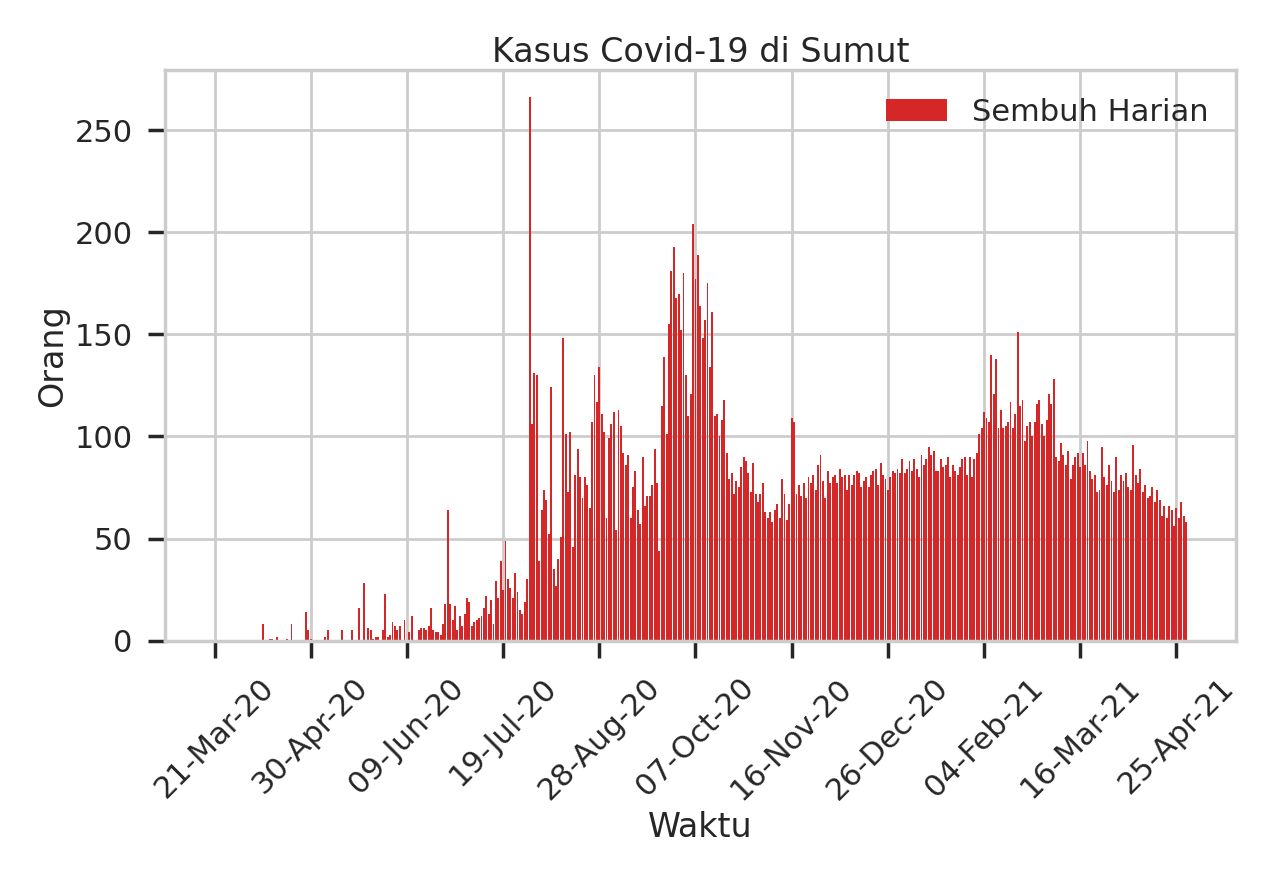 Kasus Covid-19 di Sumut
Sembuh Harian
Orang
250
200
150
100
50
0
21-Mar-20
30-Apr-20
09-Jun-20
19-Jul-20
28-Aug-20
07-Oct-20
16-Nov-20
26-Dec-20
04-Feb-21
16-Mar-21
25-Apr-21
Waktu